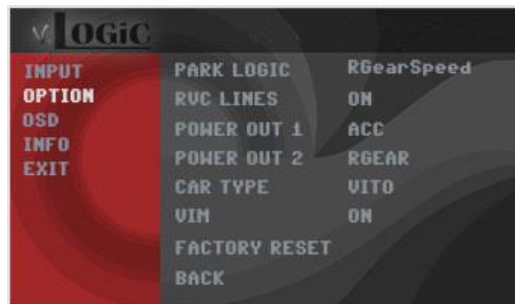 v.LOGiC
INPUT
OPTION
OSD
INFO
EXIT
PARK LOGIC RGearSpeed
RVC LINES ON
POWER OUT 1 ACC
POWER OUT 2 RGEAR
CAR TYPE VITO
VIM ON
FACTORY RESET
BACK